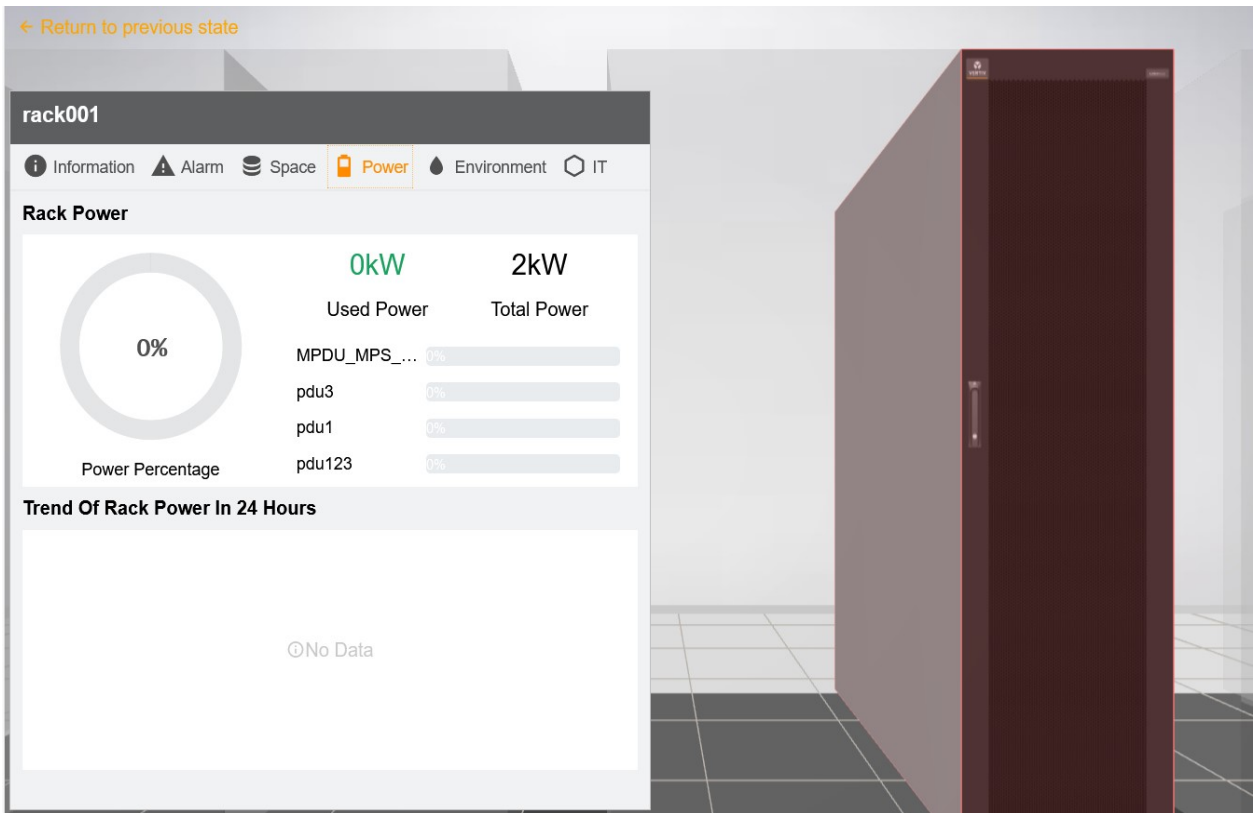 ← Return to previous state
rack001
Information Alarm Space Power Environment IT
Rack Power
0%
Power Percentage
0kW 2kW
Used Power Total Power
MPDU_MPS_... 0%
pdu3 0%
pdu1 0%
pdu123 0%
Trend Of Rack Power In 24 Hours
No Data
VERTIV